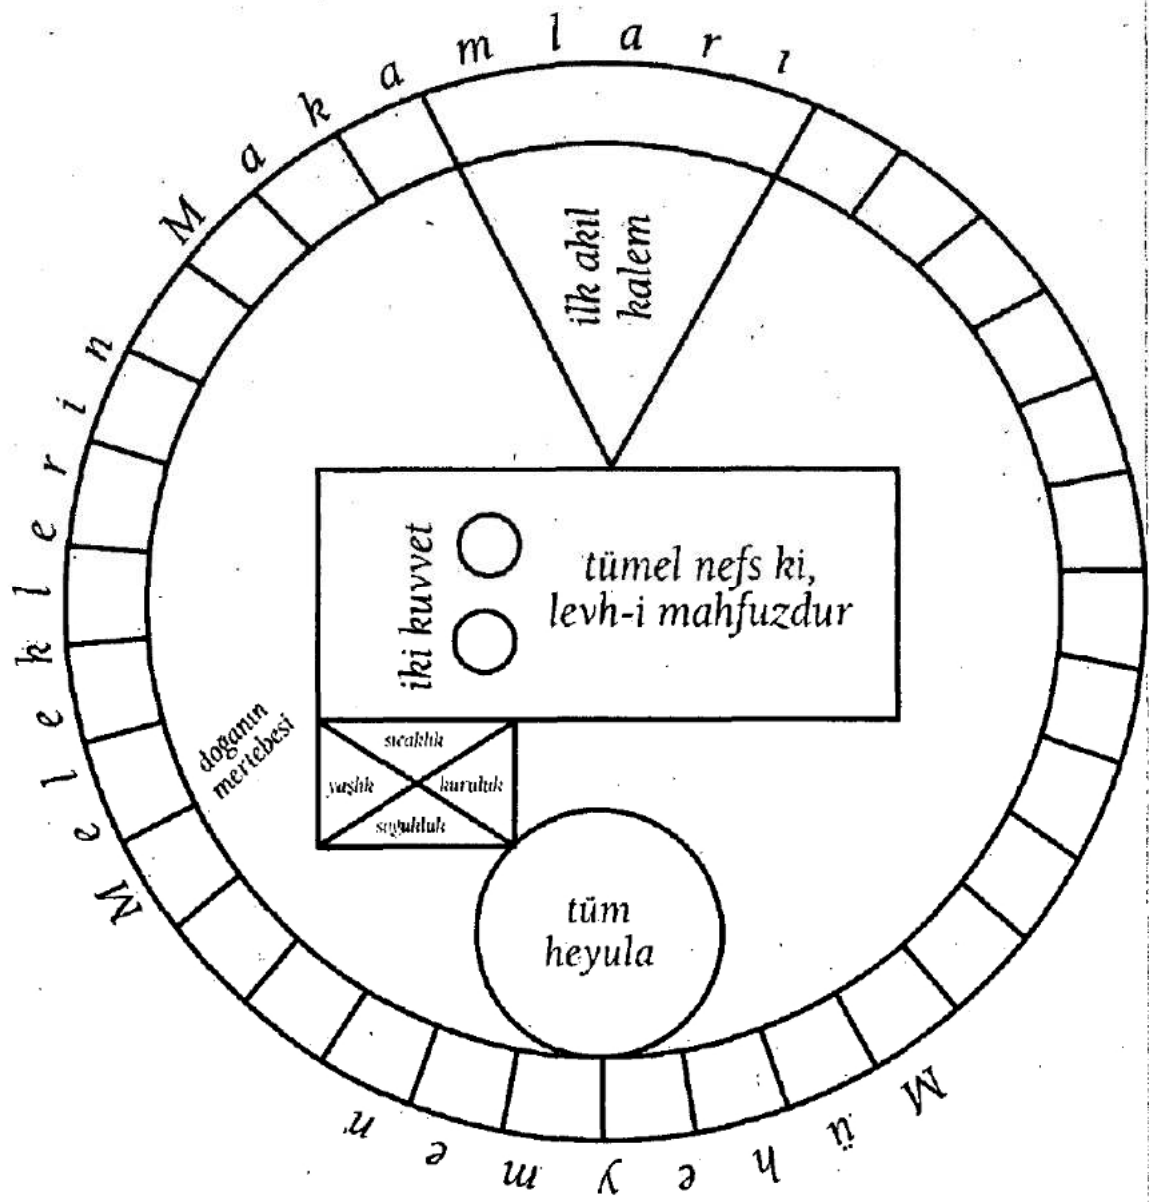 Müheymen Meleklerin Makamları
ilk akıl
kalem
iki kuvvet
tümel nefs ki,
levh-i mahfuzdur
doğanın
mertebesi
sıcaklık
yaşlık
kuruluk
soğukluk
tüm
heyula